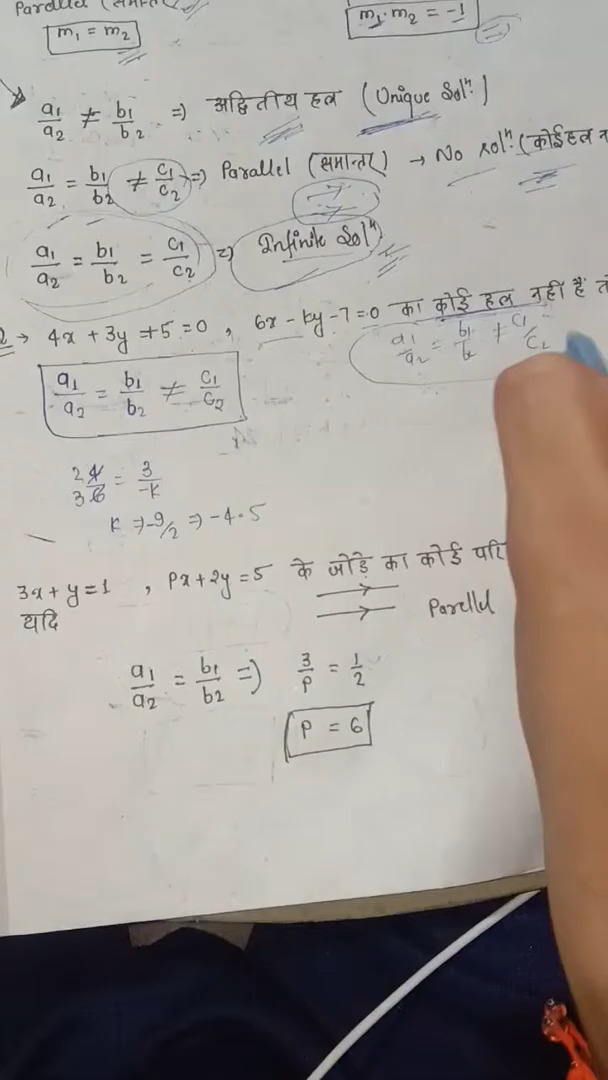 Parallel (समान्तर)
m₁ = m₂
m₁·m₂ = -1
a₁/a₂ ≠ b₁/b₂ ⇒ अद्वितीय हल (Unique Solⁿ)
a₁/a₂ = b₁/b₂ ≠ c₁/c₂ ⇒ Parallel (समान्तर) → No solⁿ (कोई हल
a₁/a₂ = b₁/b₂ = c₁/c₂ ⇒ Infinite Solⁿ
4x + 3y + 5 = 0 , 6x - ky - 7 = 0 का कोई हल नहीं हैं
a₁/a₂ = b₁/b₂ ≠ c₁/c₂
a₁/a₂ = b₁/b₂ ≠ c₁/c₂
2 4/3 6 = 3/-k
k ⇒ -9/2 ⇒ -4.5
3x + y = 1 , Px + 2y = 5 के जोड़े का कोई
यदि
Parellel
a₁/a₂ = b₁/b₂ ⇒ 3/P = 1/2
P = 6